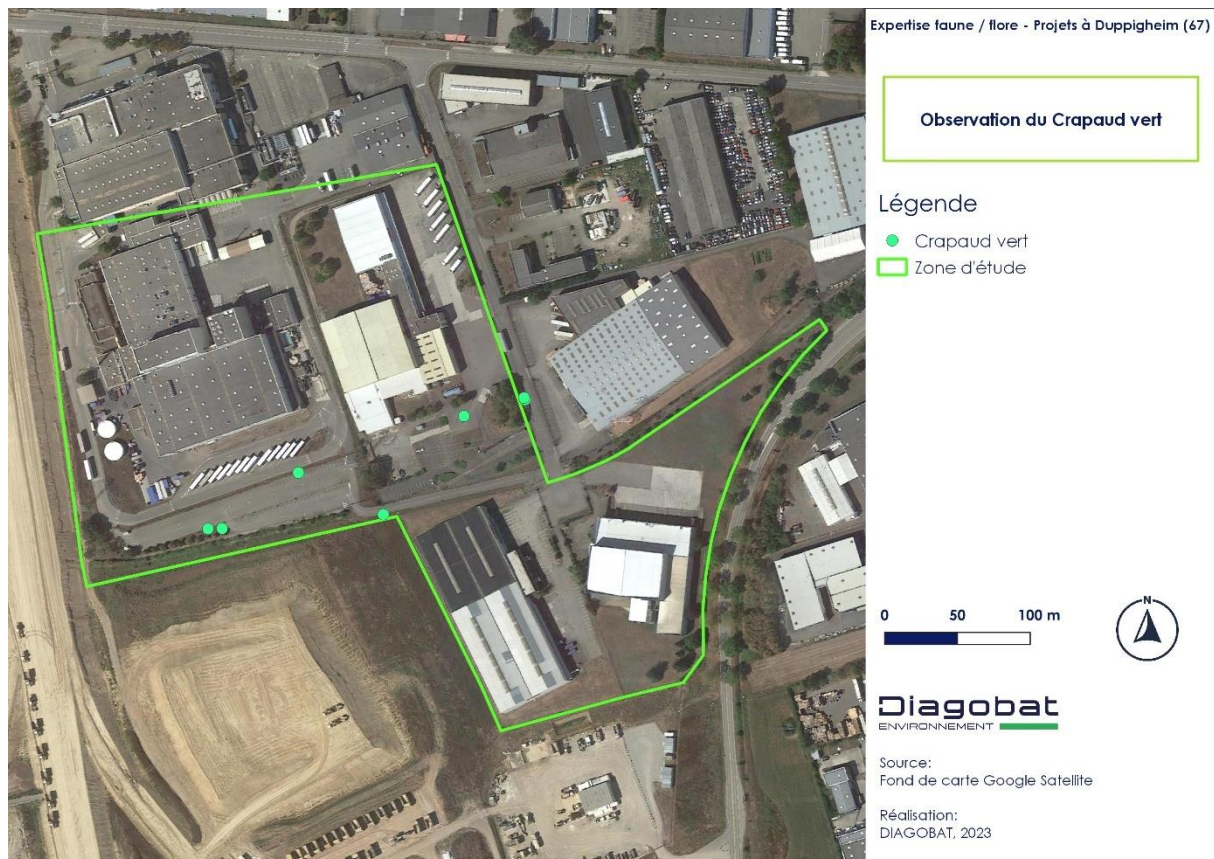 Expertise faune / flore - Projets à Duppigheim (67)
Observation du Crapaud vert
Légende
Crapaud vert
Zone d'étude
0 50 100 m
N
Diagobat
ENVIRONNEMENT
Source:
Fond de carte Google Satellite
Réalisation:
DIAGOBAT, 2023